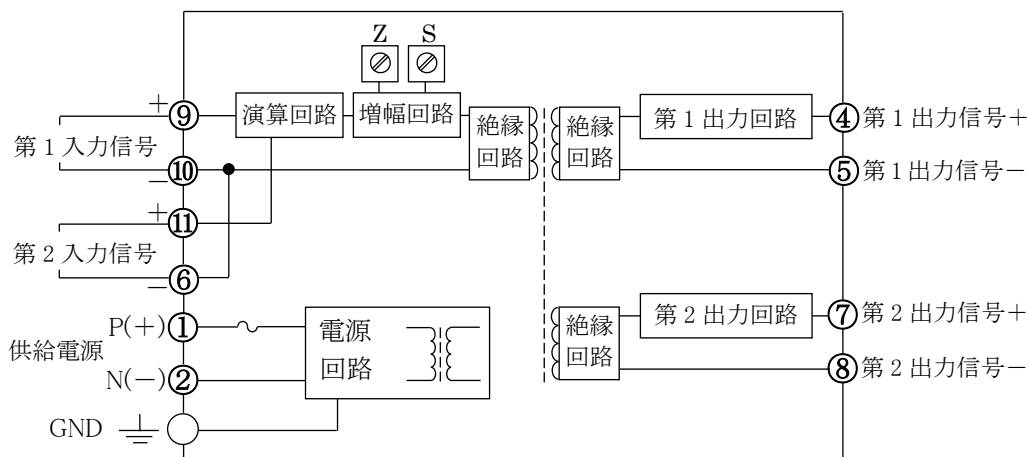 Z
S
+
⑨
演算回路
増幅回路
絶縁
回路
絶縁
回路
第1出力回路
④
第1出力信号+
第1入力信号
⑩
−
⑤
第1出力信号−
+
⑪
第2入力信号
⑥
−
P(+)
①
供給電源
N(−)
②
電源
回路
絶縁
回路
第2出力回路
⑦
第2出力信号+
⑧
第2出力信号−
GND